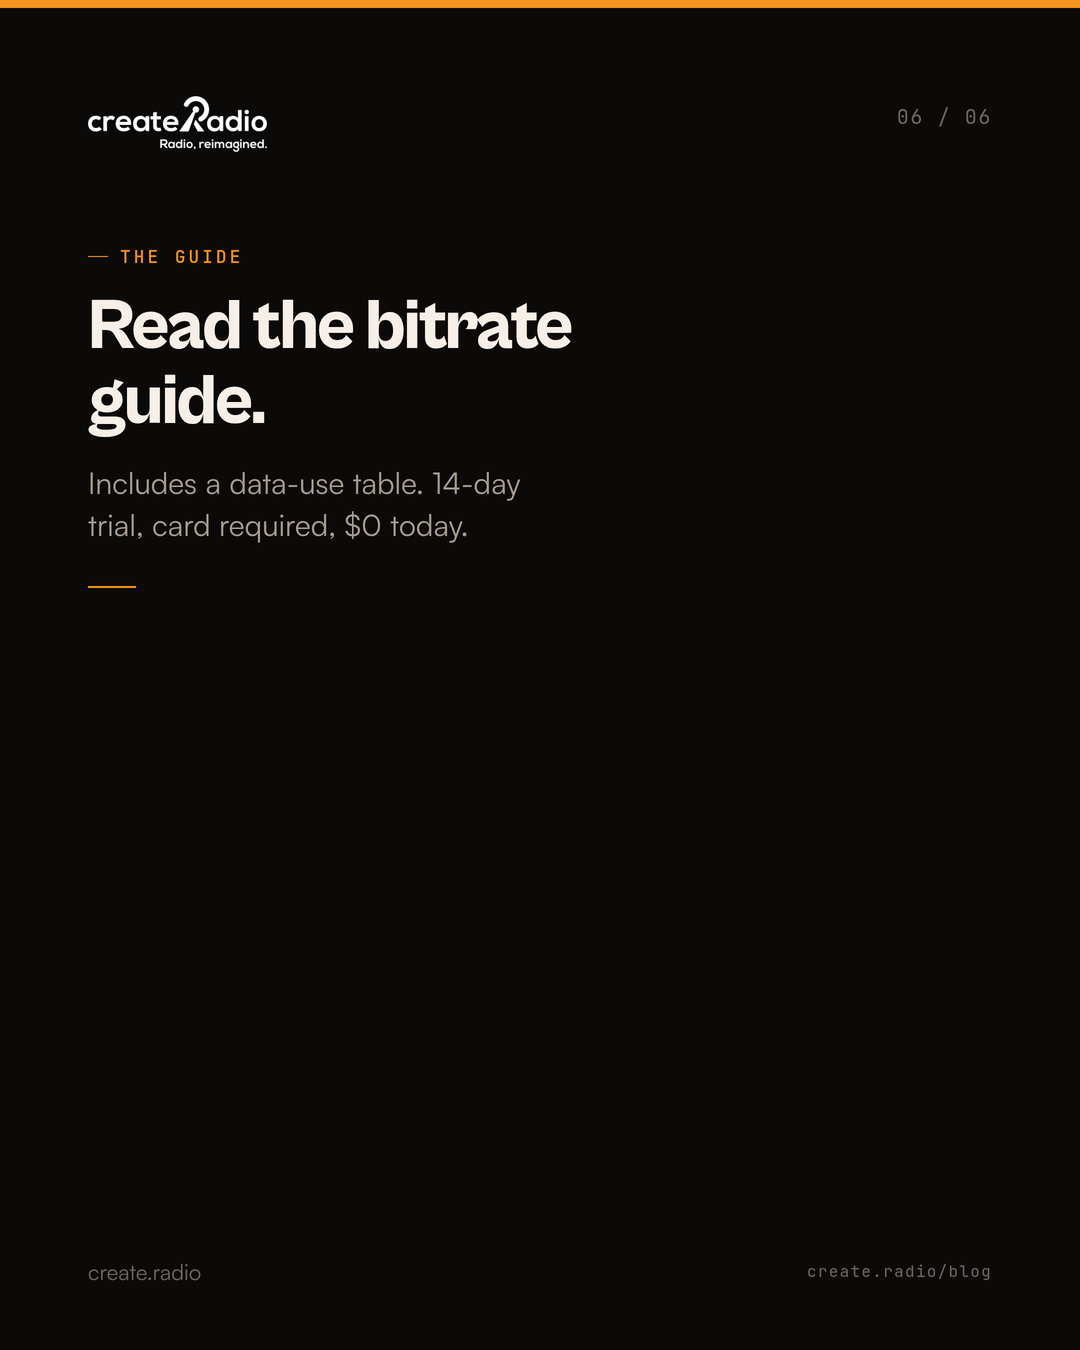 createRadio
Radio, reimagined.
06 / 06
— THE GUIDE
Read the bitrate
guide.
Includes a data-use table. 14-day
trial, card required, $0 today.
create.radio
create.radio/blog